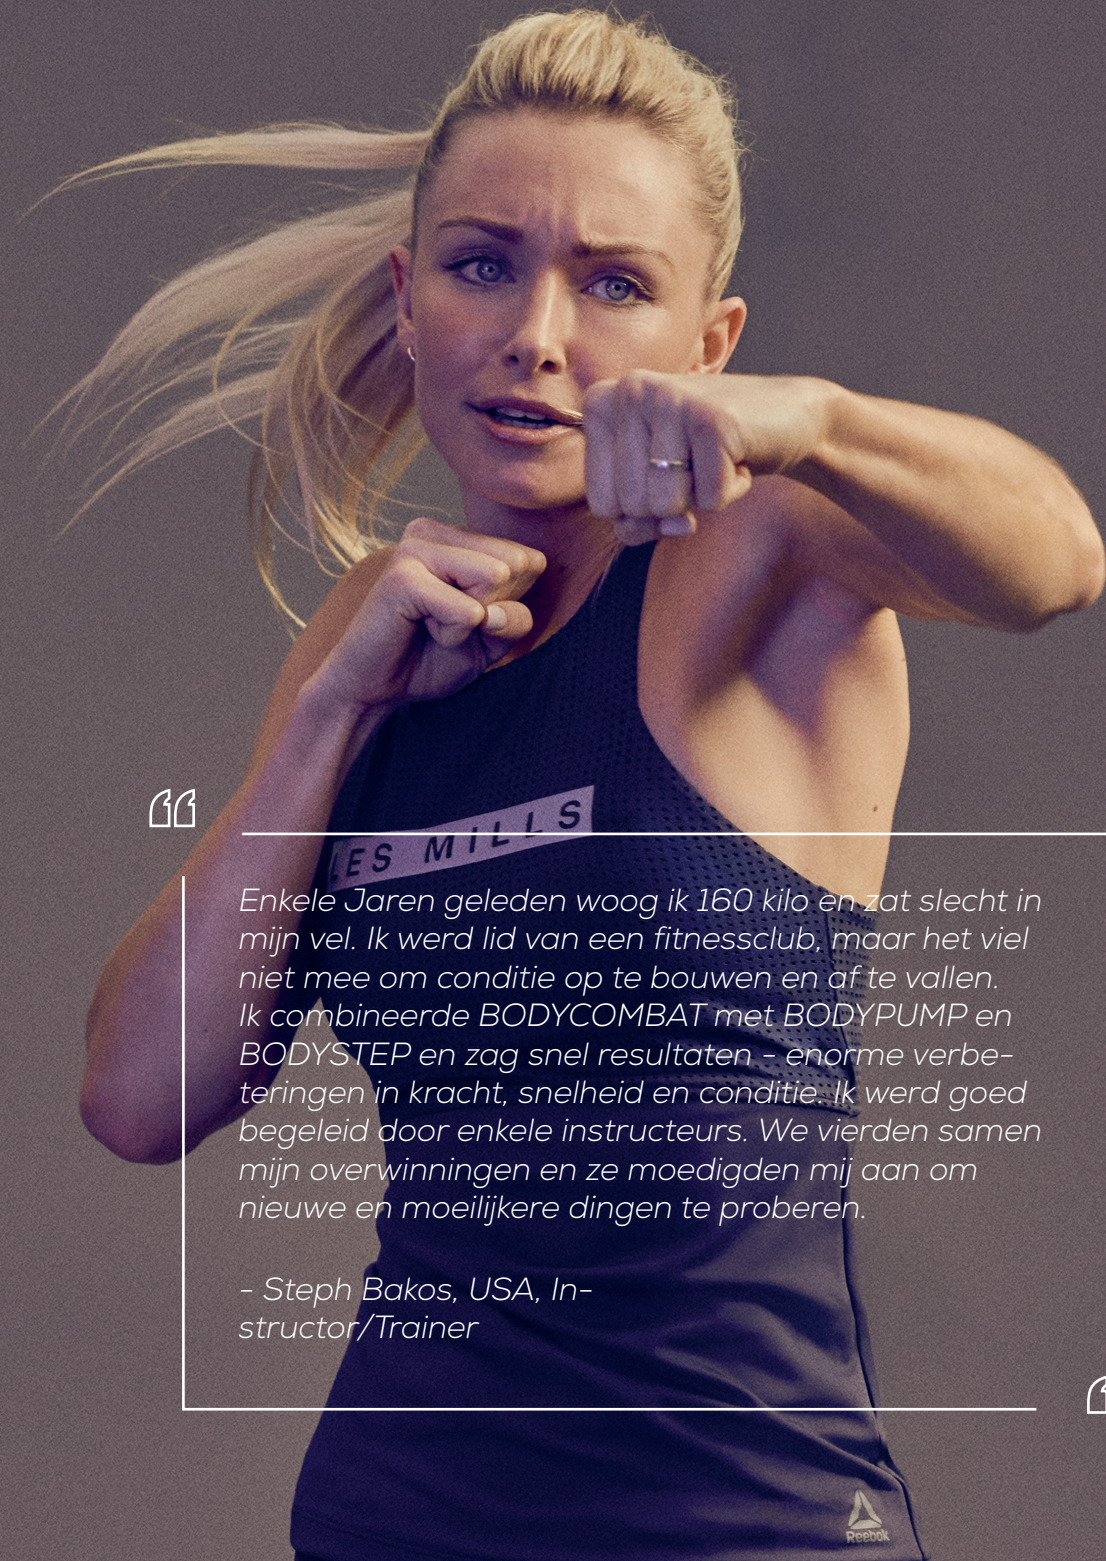 LES MILLS
Enkele Jaren geleden woog ik 160 kilo en zat slecht in
mijn vel. Ik werd lid van een fitnessclub, maar het viel
niet mee om conditie op te bouwen en af te vallen.
Ik combineerde BODYCOMBAT met BODYPUMP en
BODYSTEP en zag snel resultaten - enorme verbe-
teringen in kracht, snelheid en conditie. Ik werd goed
begeleid door enkele instructeurs. We vierden samen
mijn overwinningen en ze moedigden mij aan om
nieuwe en moeilijkere dingen te proberen.
- Steph Bakos, USA, In-
structor/Trainer
Reebok